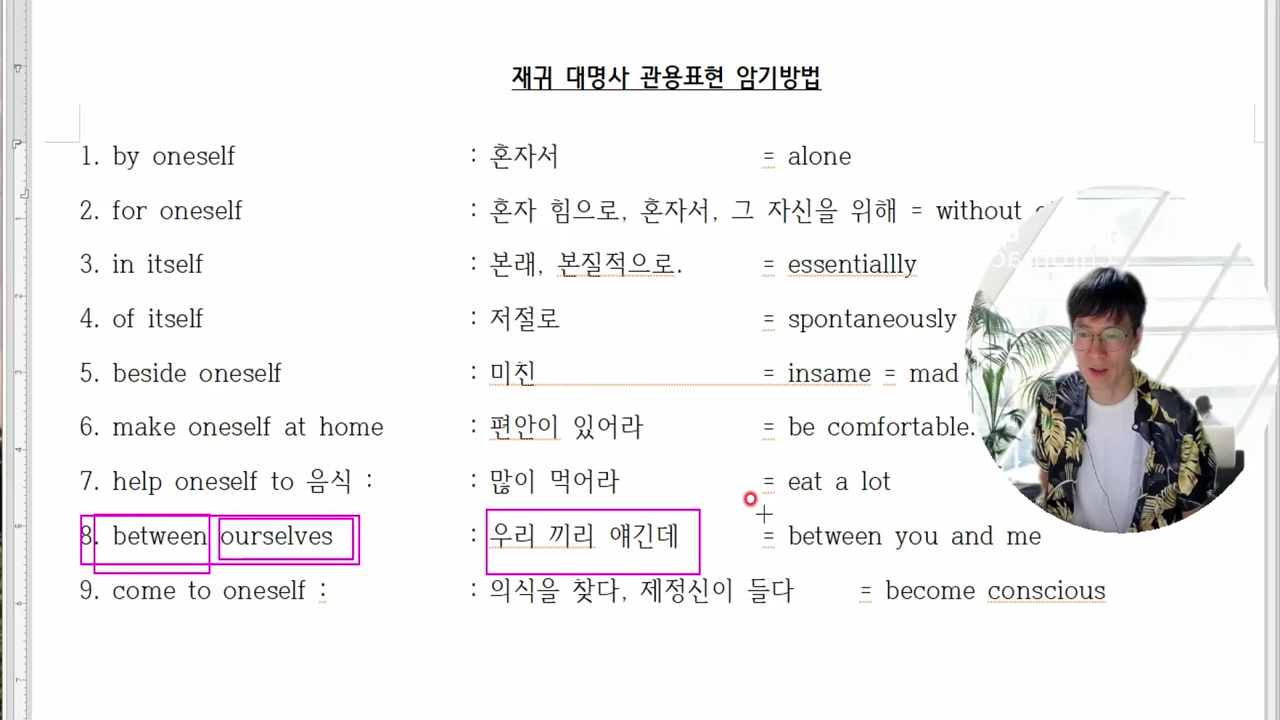 재귀 대명사 관용표현 암기방법
1. by oneself : 혼자서 = alone
2. for oneself : 혼자 힘으로, 혼자서, 그 자신을 위해 = without
3. in itself : 본래, 본질적으로. = essentiallly
4. of itself : 저절로 = spontaneously
5. beside oneself : 미친 = insame = mad
6. make oneself at home : 편안이 있어라 = be comfortable.
7. help oneself to 음식 : : 많이 먹어라 = eat a lot
8. between ourselves : 우리 끼리 얘긴데 = between you and me
9. come to oneself : : 의식을 찾다, 제정신이 들다 = become conscious